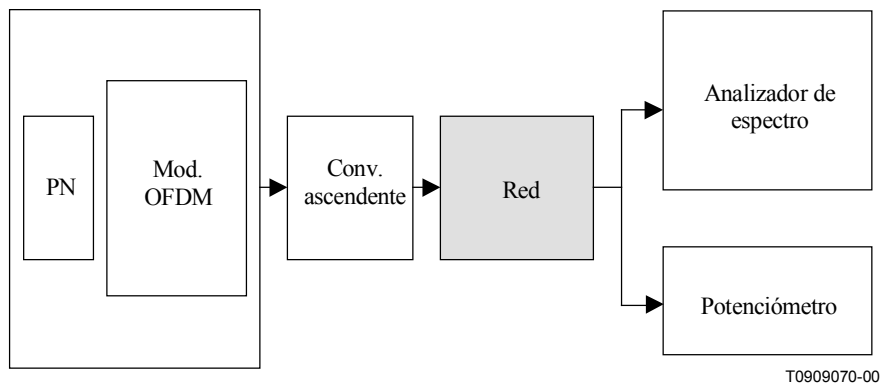 PN
Mod.
OFDM
Conv.
ascendente
Red
Analizador de
espectro
Potenciómetro
T0909070-00